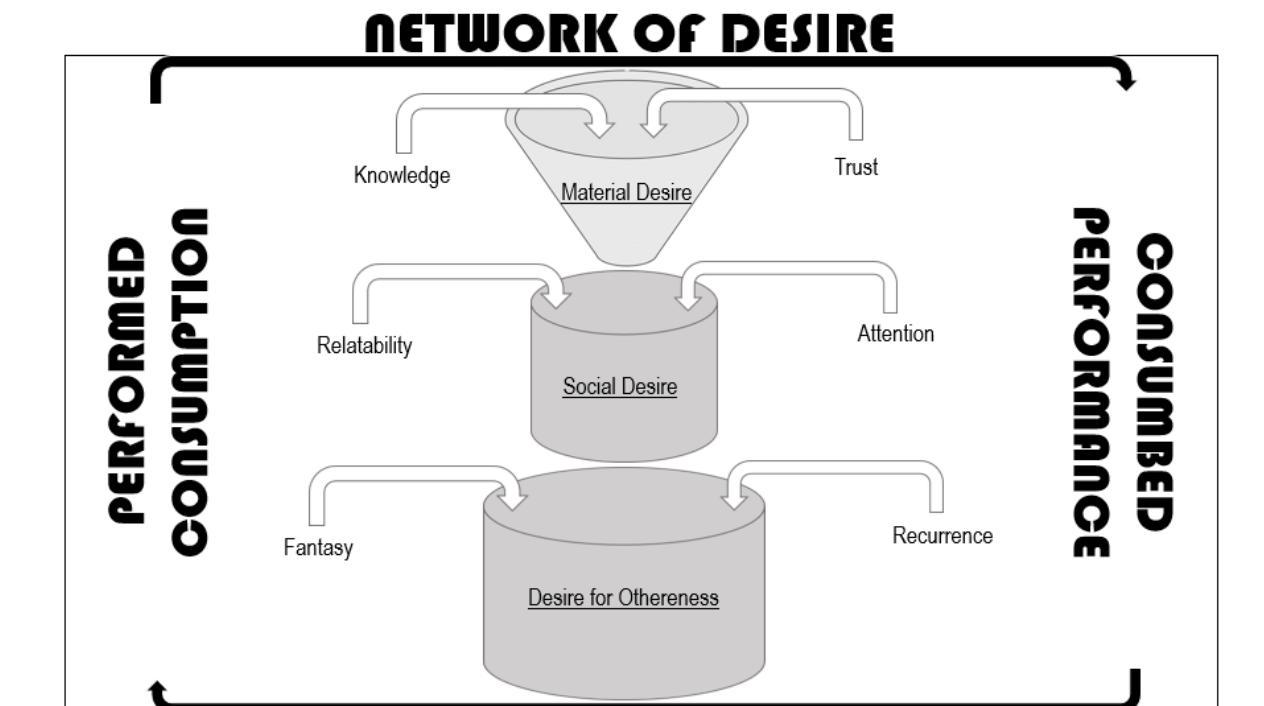 NETWORK OF DESIRE
Knowledge
Trust
Material Desire
PERFORMED
CONSUMPTION
CONSUMBED
PERFORMANCE
Relatability
Attention
Social Desire
Fantasy
Recurrence
Desire for Othereness